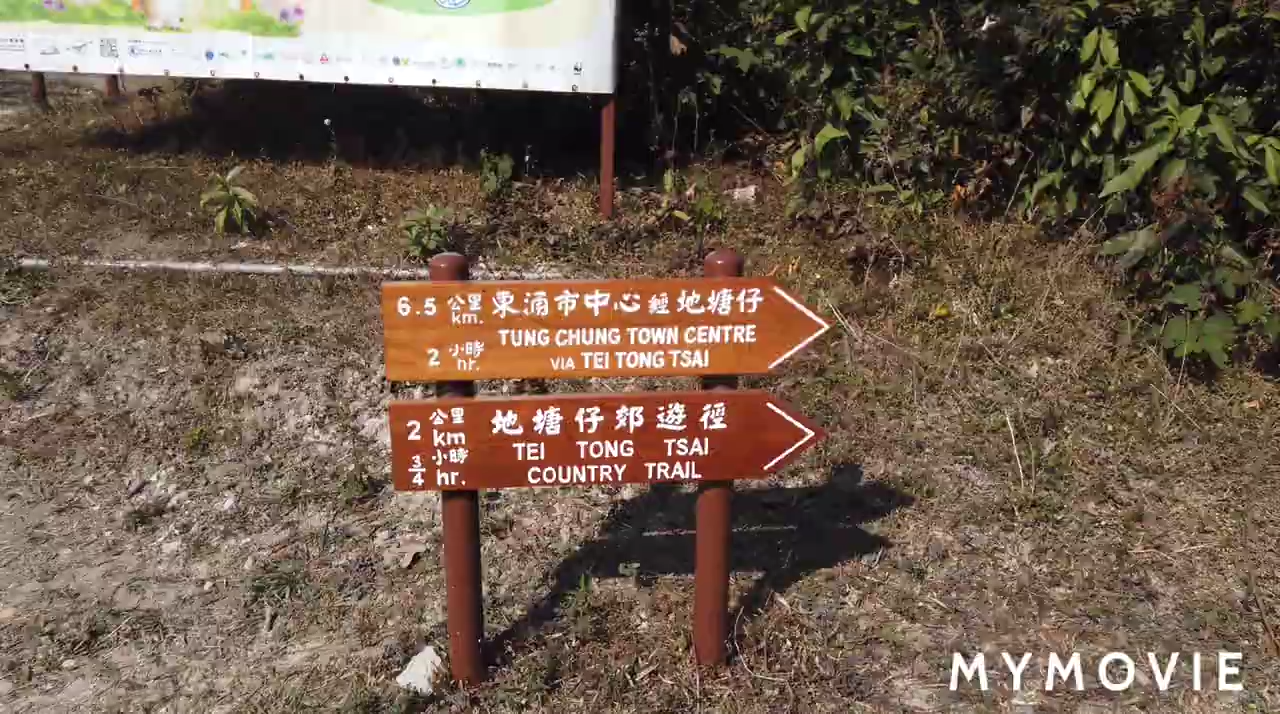 6.5 公里 東涌市中心經地塘仔
km.
TUNG CHUNG TOWN CENTRE
2 小時
hr.
VIA TEI TONG TSAI
2 公里
km
地塘仔郊遊徑
TEI TONG TSAI
3/4 小時
hr.
COUNTRY TRAIL
MYMOVIE